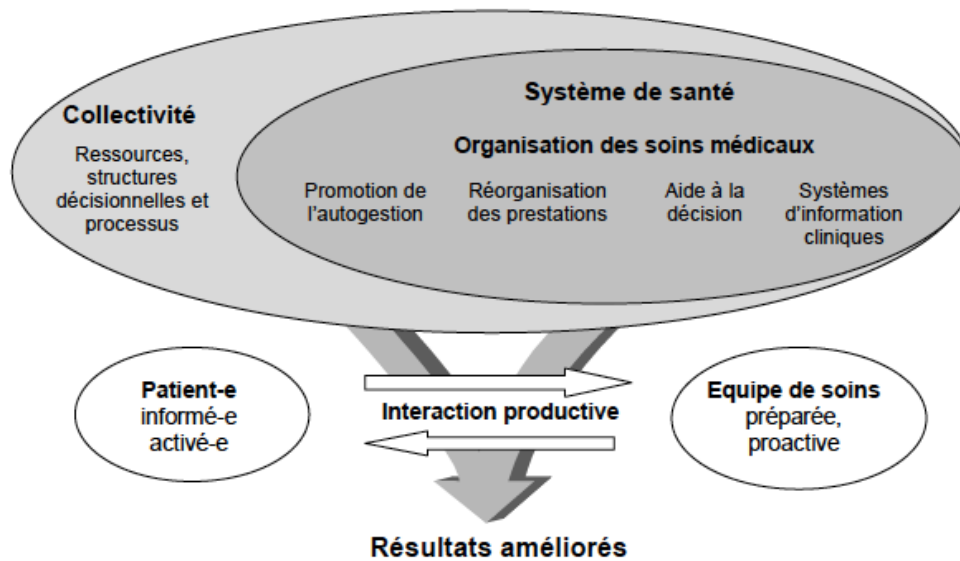 Système de santé
Collectivité
Ressources,
structures
décisionnelles et
processus
Organisation des soins médicaux
Promotion de
l’autogestion
Réorganisation
des prestations
Aide à la
décision
Systèmes
d’information
cliniques
Patient-e
informé-e
activé-e
Interaction productive
Equipe de soins
préparée,
proactive
Résultats améliorés